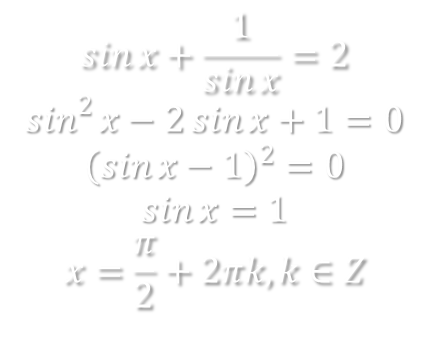 sin x + 1/sin x = 2
sin² x − 2 sin x + 1 = 0
(sin x − 1)² = 0
sin x = 1
x = π/2 + 2πk, k ∈ Z